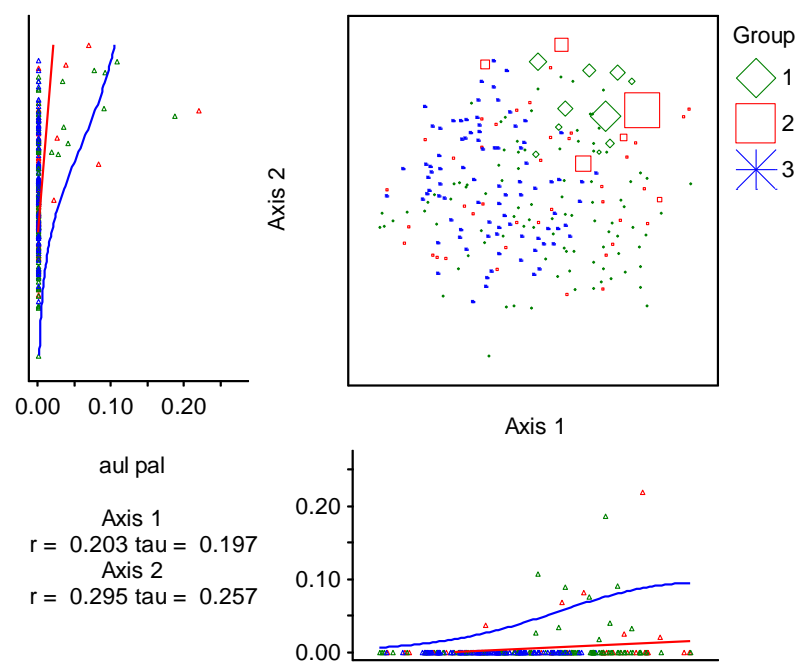 Group
1
2
3
Axis 2
0.00 0.10 0.20
Axis 1
aul pal
Axis 1
r = 0.203 tau = 0.197
Axis 2
r = 0.295 tau = 0.257
0.20
0.10
0.00